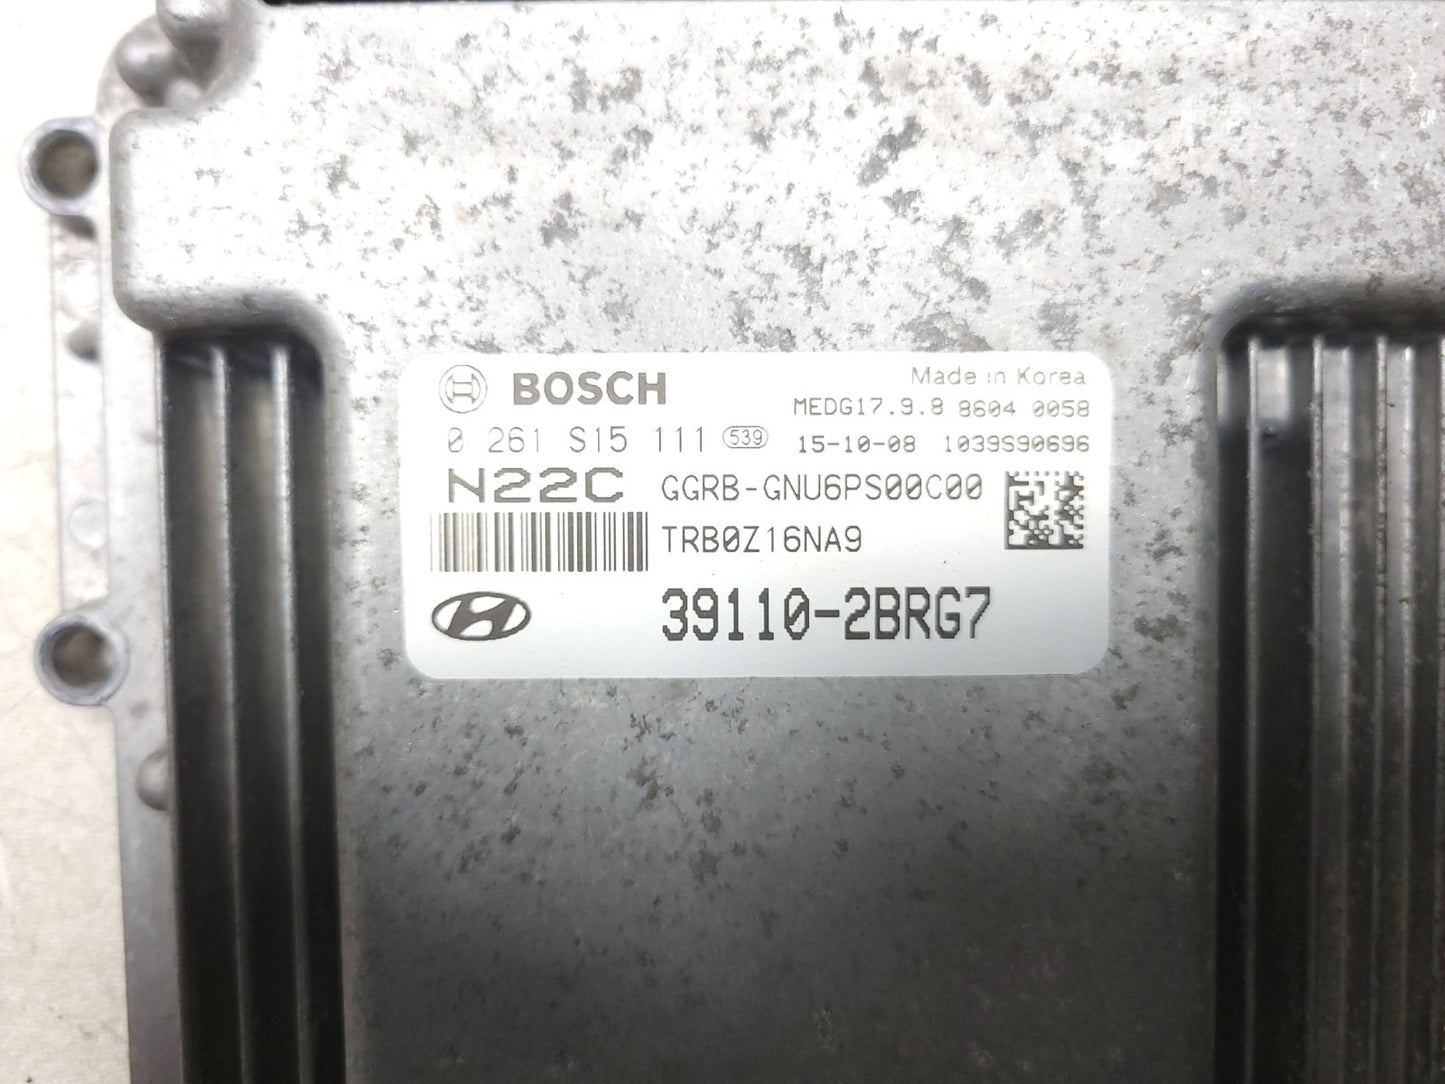 BOSCH
Made in Korea
MEDG17.9.8 8604 0058
0 261 S15 111 539 15-10-08 1039S90696
N22C GGRB-GNU6PS00C00
TRB0Z16NA9
39110-2BRG7